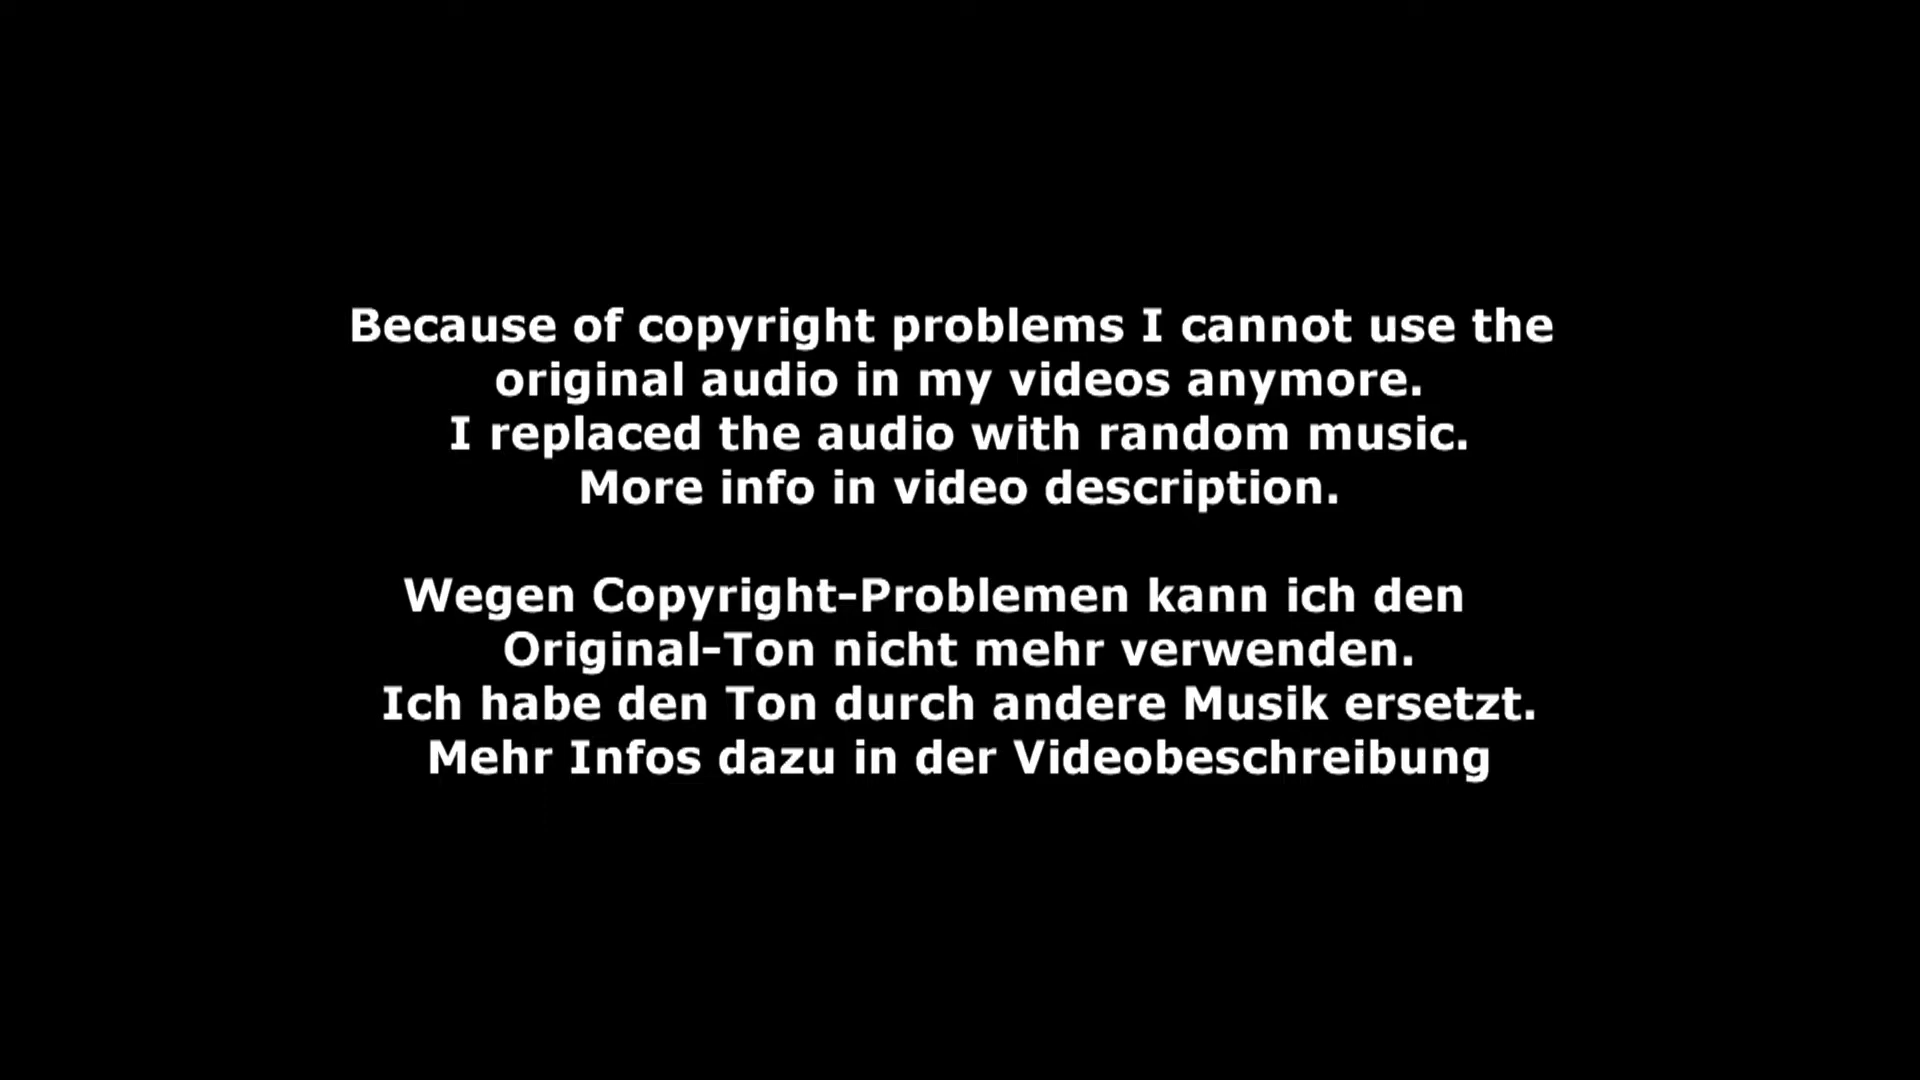 Because of copyright problems I cannot use the
original audio in my videos anymore.
I replaced the audio with random music.
More info in video description.
Wegen Copyright-Problemen kann ich den
Original-Ton nicht mehr verwenden.
Ich habe den Ton durch andere Musik ersetzt.
Mehr Infos dazu in der Videobeschreibung